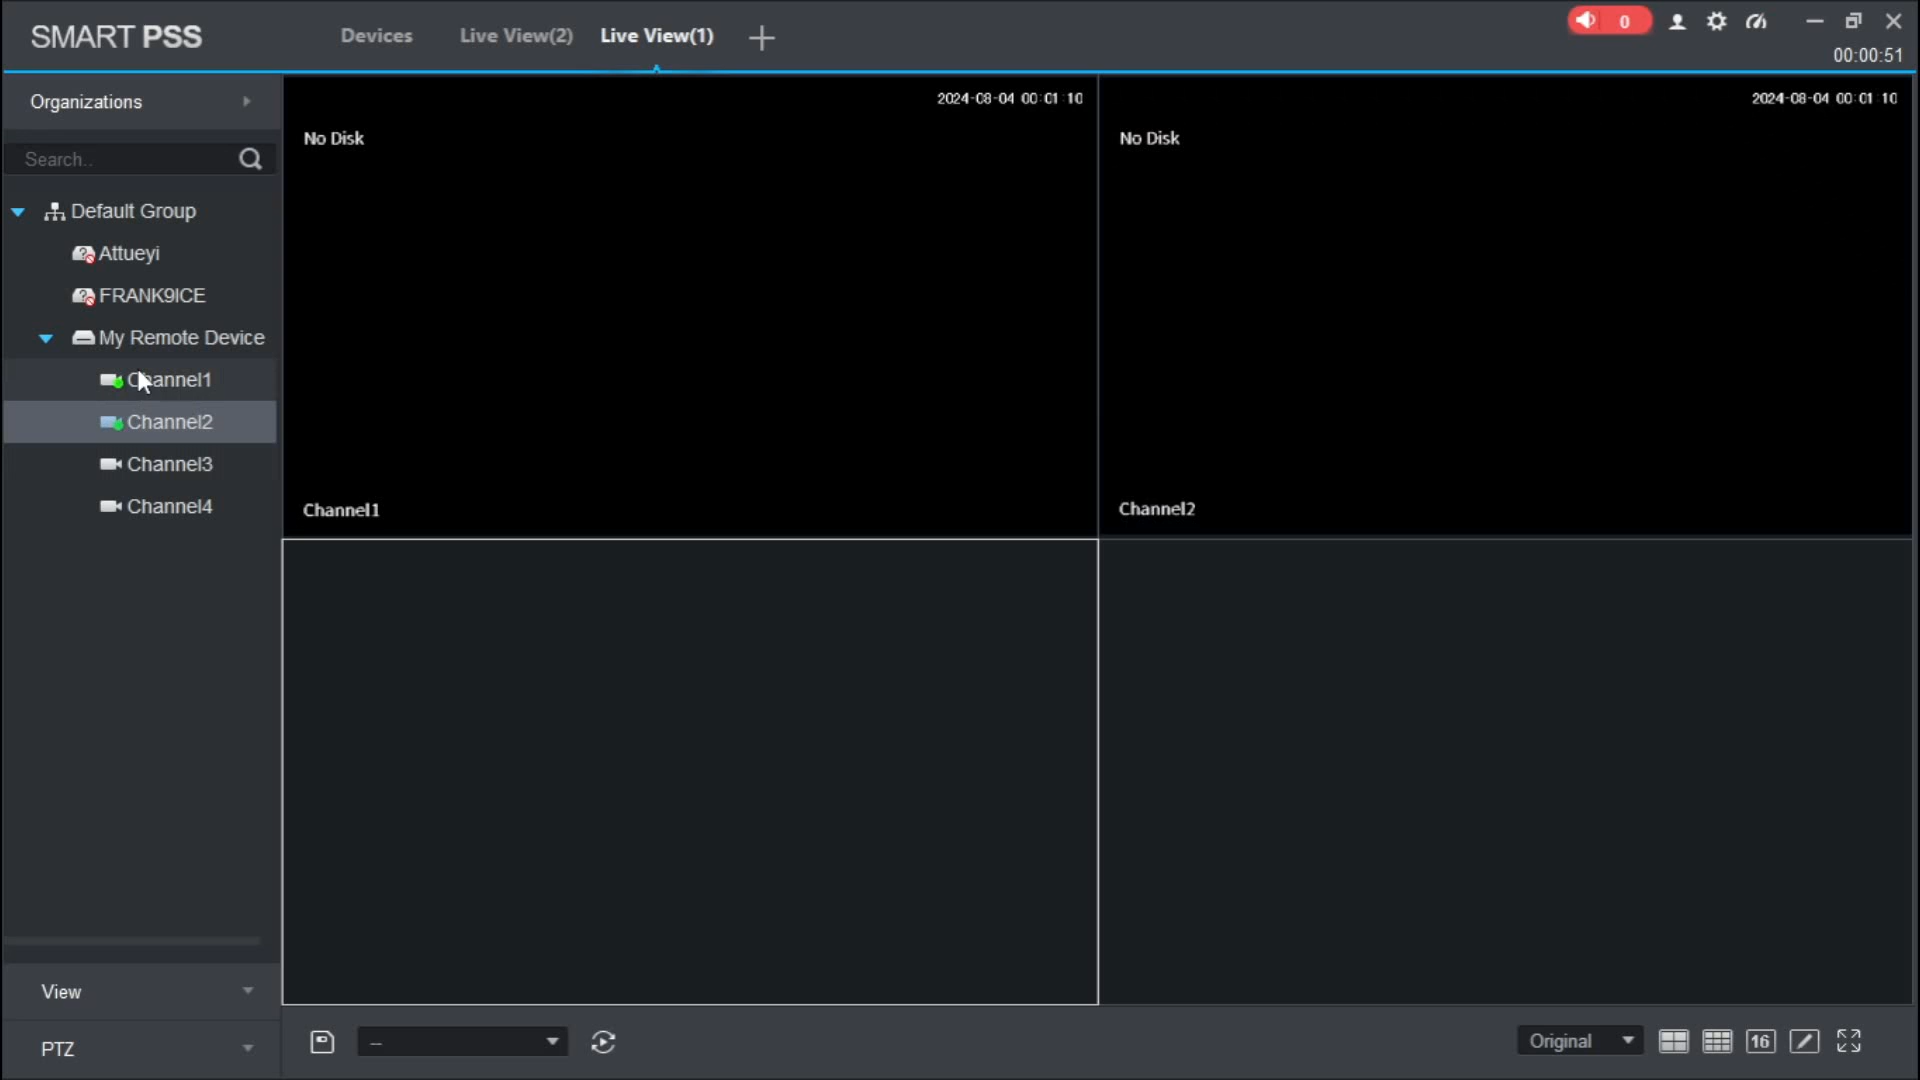 SMART PSS
Devices
Live View(2)
Live View(1)
0
00:00:51
Organizations
Search..
Default Group
Attueyi
FRANK9ICE
My Remote Device
Channel1
Channel2
Channel3
Channel4
2024-08-04 00:01:10
No Disk
Channel1
2024-08-04 00:01:10
No Disk
Channel2
View
PTZ
--
Original
16